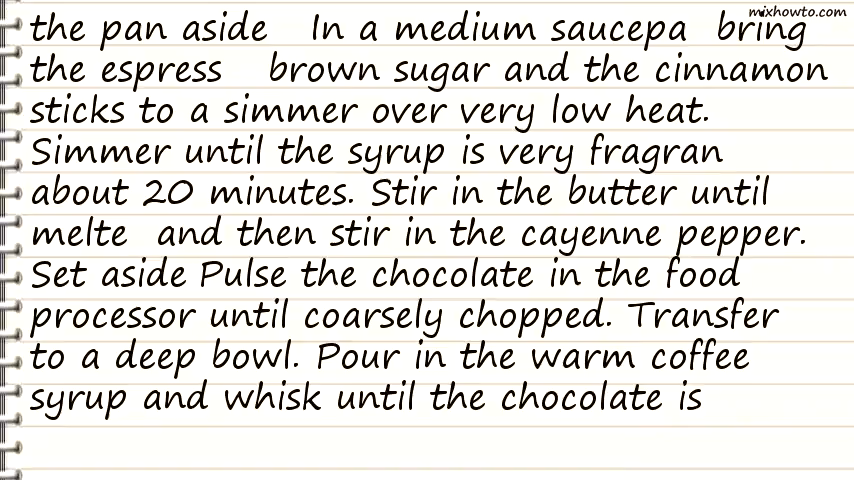 mixhowto.com
the pan aside In a medium saucepa bring
the espress brown sugar and the cinnamon
sticks to a simmer over very low heat.
Simmer until the syrup is very fragran
about 20 minutes. Stir in the butter until
melte and then stir in the cayenne pepper.
Set aside Pulse the chocolate in the food
processor until coarsely chopped. Transfer
to a deep bowl. Pour in the warm coffee
syrup and whisk until the chocolate is